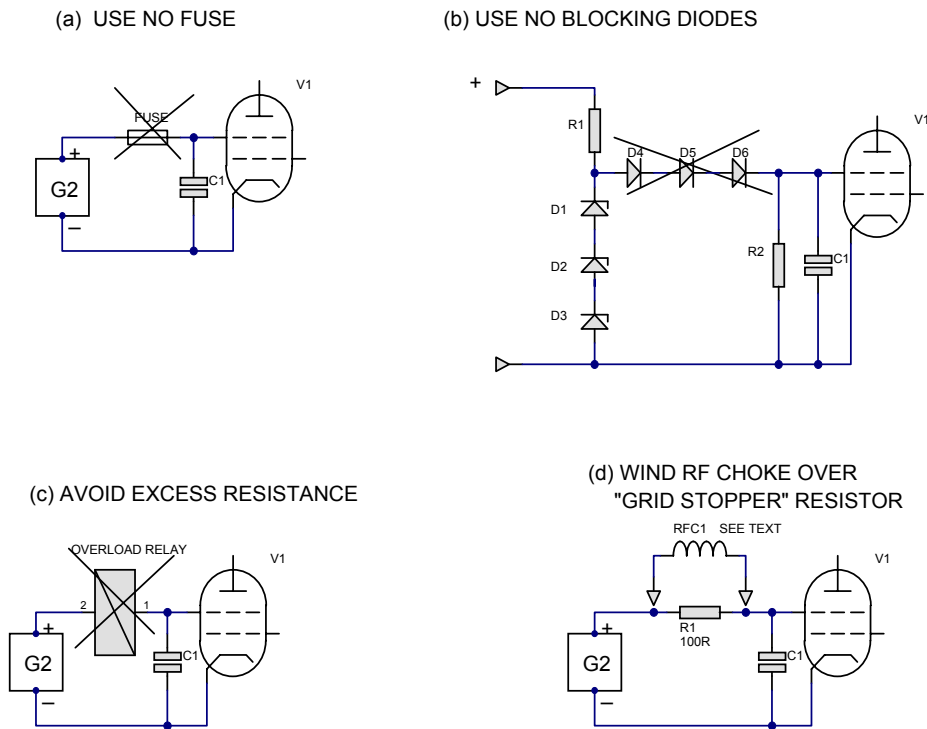 (a) USE NO FUSE
(b) USE NO BLOCKING DIODES
V1
FUSE
+
G2
C1
−
+
R1
D4
D5
D6
V1
D1
D2
R2
C1
D3
(c) AVOID EXCESS RESISTANCE
(d) WIND RF CHOKE OVER
"GRID STOPPER" RESISTOR
OVERLOAD RELAY
V1
2
1
+
G2
C1
−
RFC1
SEE TEXT
V1
+
R1
100R
G2
C1
−